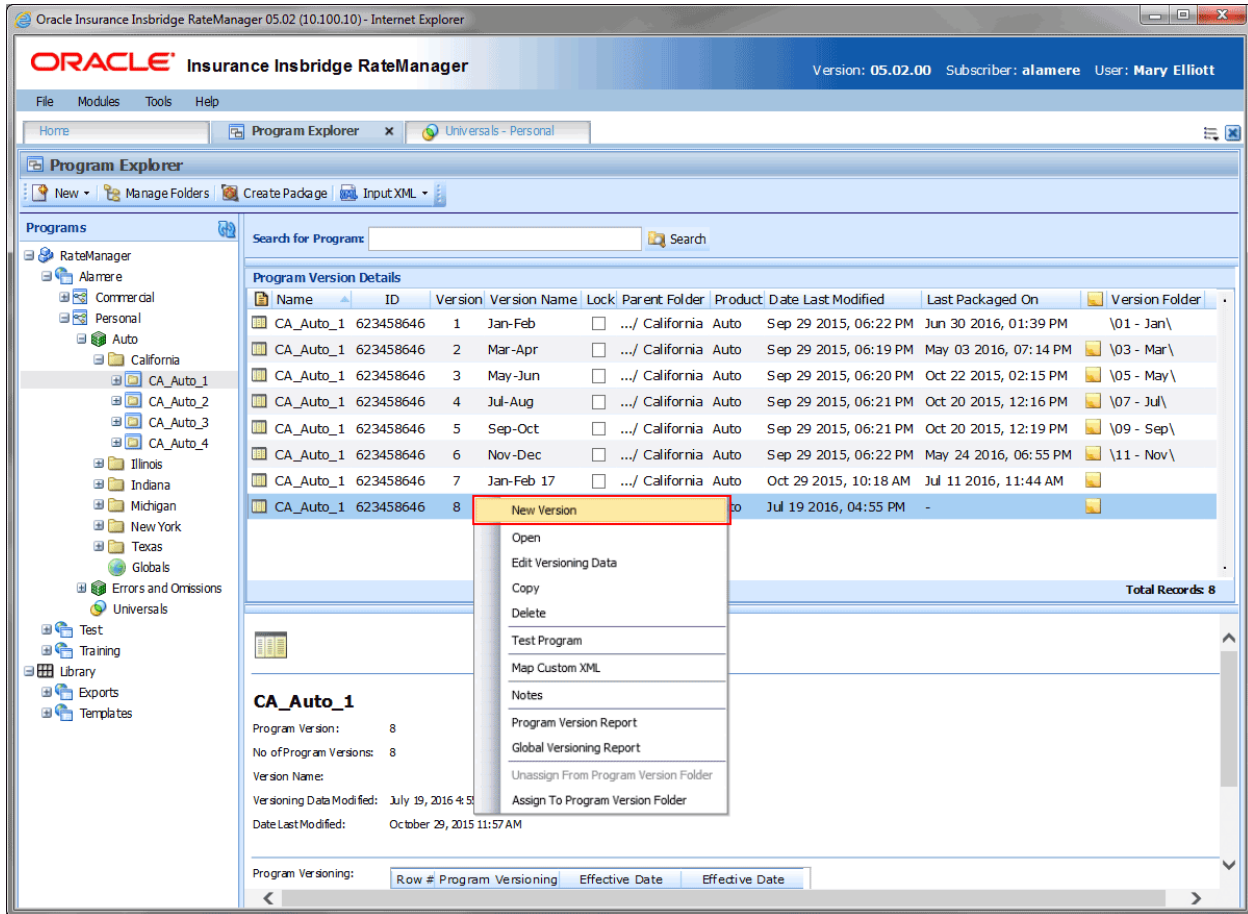 Oracle Insurance Insbridge RateManager 05.02 (10.100.10) - Internet Explorer
ORACLE Insurance Insbridge RateManager
Version: 05.02.00 Subscriber: alamere User: Mary Elliott
File Modules Tools Help
Home Program Explorer x Universals - Personal
Program Explorer
New Manage Folders Create Package Input XML
Programs
RateManager
Alamere
Commercial
Personal
Auto
California
CA_Auto_1
CA_Auto_2
CA_Auto_3
CA_Auto_4
Illinois
Indiana
Michigan
New York
Texas
Globals
Errors and Omissions
Universals
Test
Training
Library
Exports
Templates
Search for Program: Search
Program Version Details
Name ID Version Version Name Lock Parent Folder Product Date Last Modified Last Packaged On Version Folder
CA_Auto_1 623458646 1 Jan-Feb .../ California Auto Sep 29 2015, 06:22 PM Jun 30 2016, 01:39 PM \01 - Jan\
CA_Auto_1 623458646 2 Mar-Apr .../ California Auto Sep 29 2015, 06:19 PM May 03 2016, 07:14 PM \03 - Mar\
CA_Auto_1 623458646 3 May-Jun .../ California Auto Sep 29 2015, 06:20 PM Oct 22 2015, 02:15 PM \05 - May\
CA_Auto_1 623458646 4 Jul-Aug .../ California Auto Sep 29 2015, 06:21 PM Oct 20 2015, 12:16 PM \07 - Jul\
CA_Auto_1 623458646 5 Sep-Oct .../ California Auto Sep 29 2015, 06:21 PM Oct 20 2015, 12:19 PM \09 - Sep\
CA_Auto_1 623458646 6 Nov-Dec .../ California Auto Sep 29 2015, 06:22 PM May 24 2016, 06:55 PM \11 - Nov\
CA_Auto_1 623458646 7 Jan-Feb 17 .../ California Auto Oct 29 2015, 10:18 AM Jul 11 2016, 11:44 AM
CA_Auto_1 623458646 8 to Jul 19 2016, 04:55 PM -
New Version
Open
Edit Versioning Data
Copy
Delete
Test Program
Map Custom XML
Notes
Program Version Report
Global Versioning Report
Unassign From Program Version Folder
Assign To Program Version Folder
Total Records: 8
CA_Auto_1
Program Version: 8
No of Program Versions: 8
Version Name:
Versioning Data Modified: July 19, 2016 4:5
Date Last Modified: October 29, 2015 11:57 AM
Program Versioning: Row # Program Versioning Effective Date Effective Date